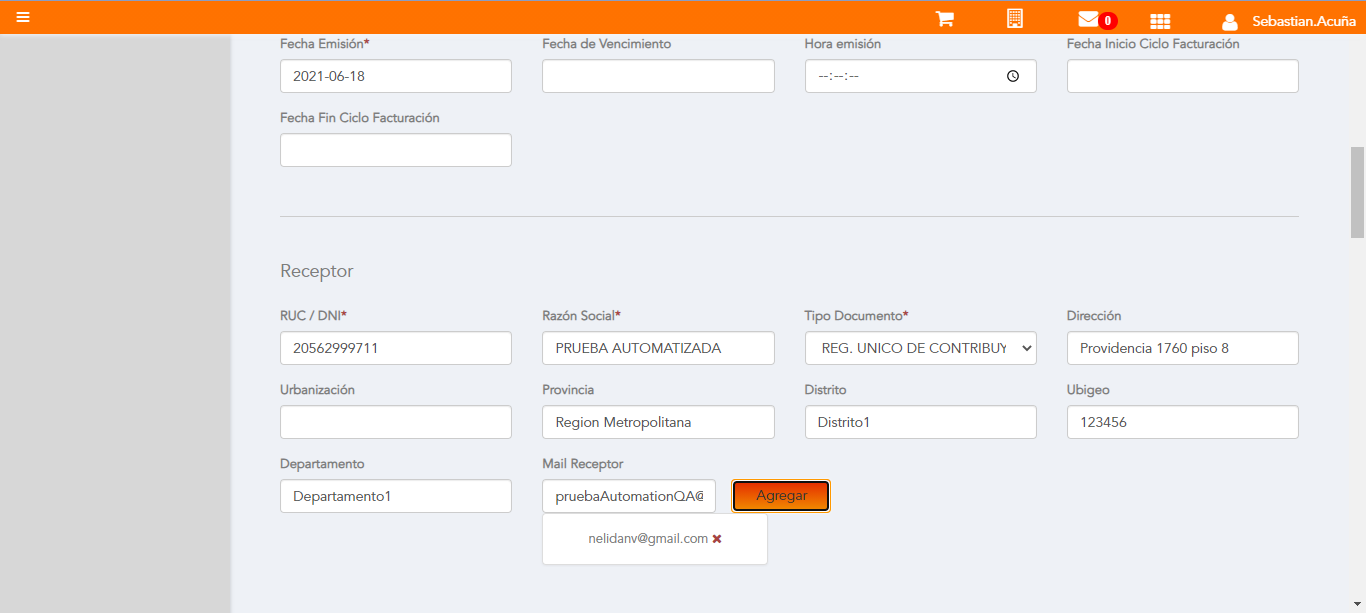 0 Sebastian.Acuña
Fecha Emisión* Fecha de Vencimiento Hora emisión Fecha Inicio Ciclo Facturación
2021-06-18 --:--:--
Fecha Fin Ciclo Facturación
Receptor
RUC / DNI* Razón Social* Tipo Documento* Dirección
20562999711 PRUEBA AUTOMATIZADA REG. UNICO DE CONTRIBUY Providencia 1760 piso 8
Urbanización Provincia Distrito Ubigeo
Region Metropolitana Distrito1 123456
Departamento Mail Receptor
Departamento1 pruebaAutomationQA@ Agregar
nelidanv@gmail.com